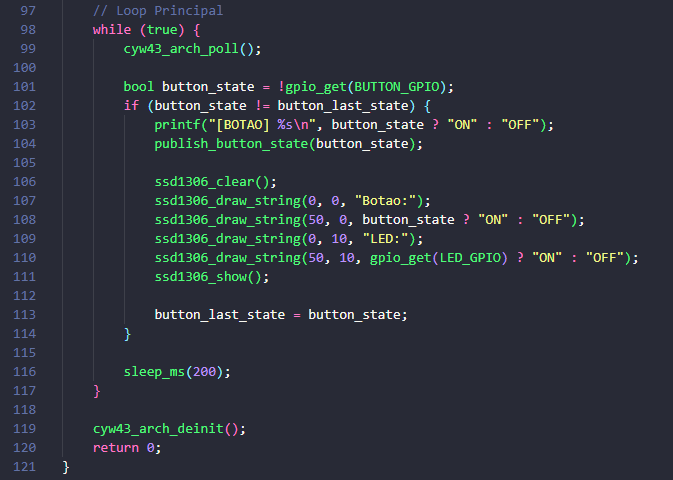 97 // Loop Principal
98 while (true) {
99 cyw43_arch_poll();
100
101 bool button_state = !gpio_get(BUTTON_GPIO);
102 if (button_state != button_last_state) {
103 printf("[BOTAO] %s\n", button_state ? "ON" : "OFF");
104 publish_button_state(button_state);
105
106 ssd1306_clear();
107 ssd1306_draw_string(0, 0, "Botao:");
108 ssd1306_draw_string(50, 0, button_state ? "ON" : "OFF");
109 ssd1306_draw_string(0, 10, "LED:");
110 ssd1306_draw_string(50, 10, gpio_get(LED_GPIO) ? "ON" : "OFF");
111 ssd1306_show();
112
113 button_last_state = button_state;
114 }
115
116 sleep_ms(200);
117 }
118
119 cyw43_arch_deinit();
120 return 0;
121 }